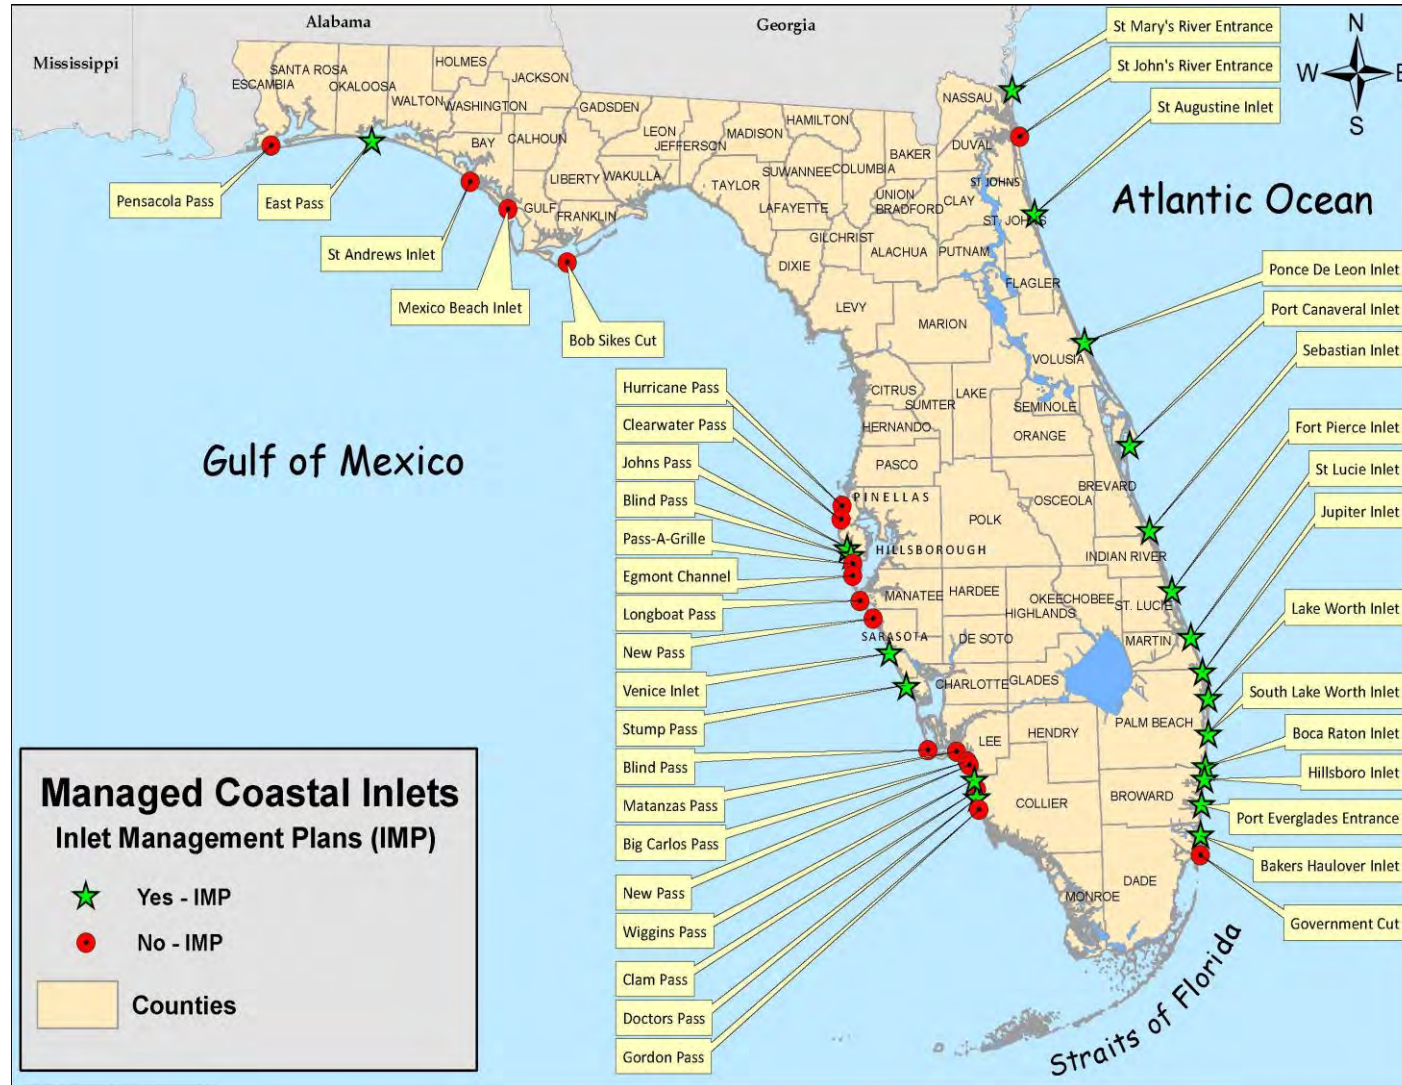 Alabama
Georgia
Mississippi
St Mary's River Entrance
St John's River Entrance
St Augustine Inlet
N
W
E
S
HOLMES
SANTA ROSA
ESCAMBIA
OKALOOSA
JACKSON
WALTON
WASHINGTON
GADSDEN
HAMILTON
NASSAU
BAY
CALHOUN
LEON
JEFFERSON
MADISON
BAKER
DUVAL
LIBERTY
WAKULLA
TAYLOR
SUWANNEE
COLUMBIA
ST JOHNS
GULF
FRANKLIN
LAFAYETTE
UNION
BRADFORD
CLAY
ST. JOHNS
GILCHRIST
ALACHUA
PUTNAM
DIXIE
FLAGLER
LEVY
MARION
VOLUSIA
CITRUS
SUMTER
LAKE
SEMINOLE
HERNANDO
ORANGE
PASCO
BREVARD
OSCEOLA
PINELLAS
POLK
HILLSBOROUGH
INDIAN RIVER
MANATEE
HARDEE
OKEECHOBEE
HIGHLANDS
ST. LUCIE
SARASOTA
DE SOTO
MARTIN
CHARLOTTE
GLADES
PALM BEACH
LEE
HENDRY
COLLIER
BROWARD
DADE
MONROE
Pensacola Pass
East Pass
St Andrews Inlet
Mexico Beach Inlet
Bob Sikes Cut
Atlantic Ocean
Gulf of Mexico
Straits of Florida
Ponce De Leon Inlet
Port Canaveral Inlet
Sebastian Inlet
Fort Pierce Inlet
St Lucie Inlet
Jupiter Inlet
Lake Worth Inlet
South Lake Worth Inlet
Boca Raton Inlet
Hillsboro Inlet
Port Everglades Entrance
Bakers Haulover Inlet
Government Cut
Hurricane Pass
Clearwater Pass
Johns Pass
Blind Pass
Pass-A-Grille
Egmont Channel
Longboat Pass
New Pass
Venice Inlet
Stump Pass
Blind Pass
Matanzas Pass
Big Carlos Pass
New Pass
Wiggins Pass
Clam Pass
Doctors Pass
Gordon Pass
Managed Coastal Inlets
Inlet Management Plans (IMP)
Yes - IMP
No - IMP
Counties